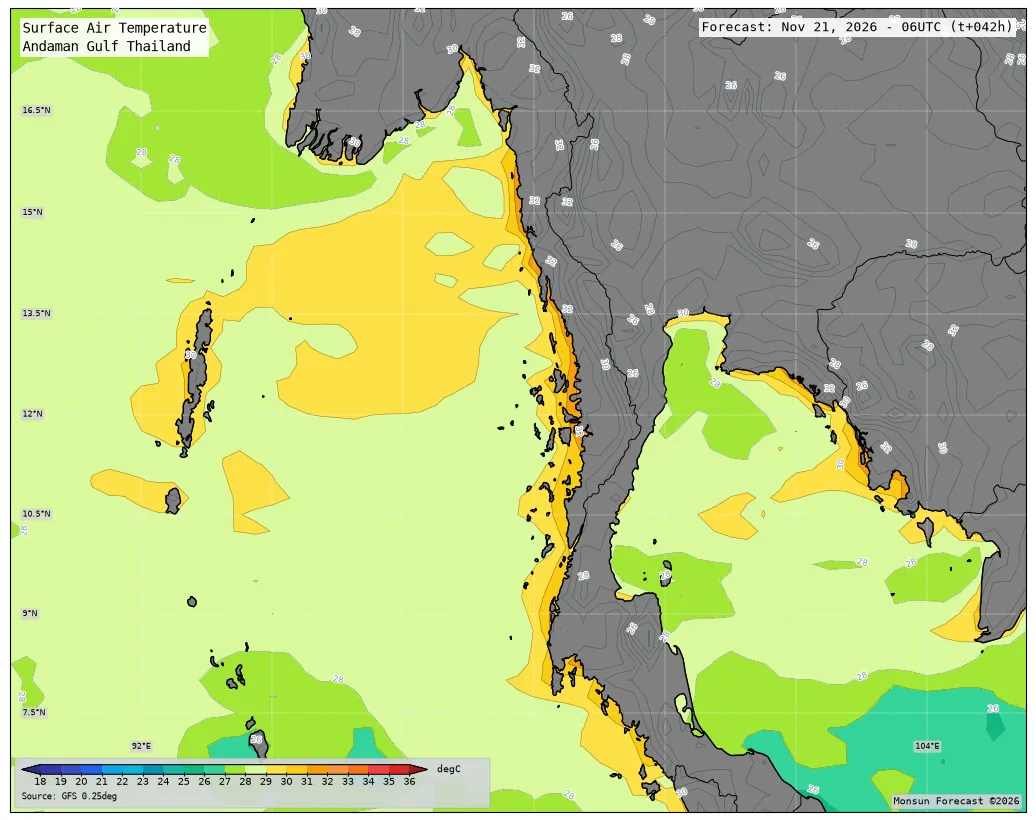 Surface Air Temperature
Andaman Gulf Thailand
Forecast: Nov 21, 2026 - 06UTC (t+042h)
16.5°N
15°N
13.5°N
12°N
10.5°N
9°N
7.5°N
92°E
104°E
18 19 20 21 22 23 24 25 26 27 28 29 30 31 32 33 34 35 36
degC
Source: GFS 0.25deg
Monsun Forecast ©2026